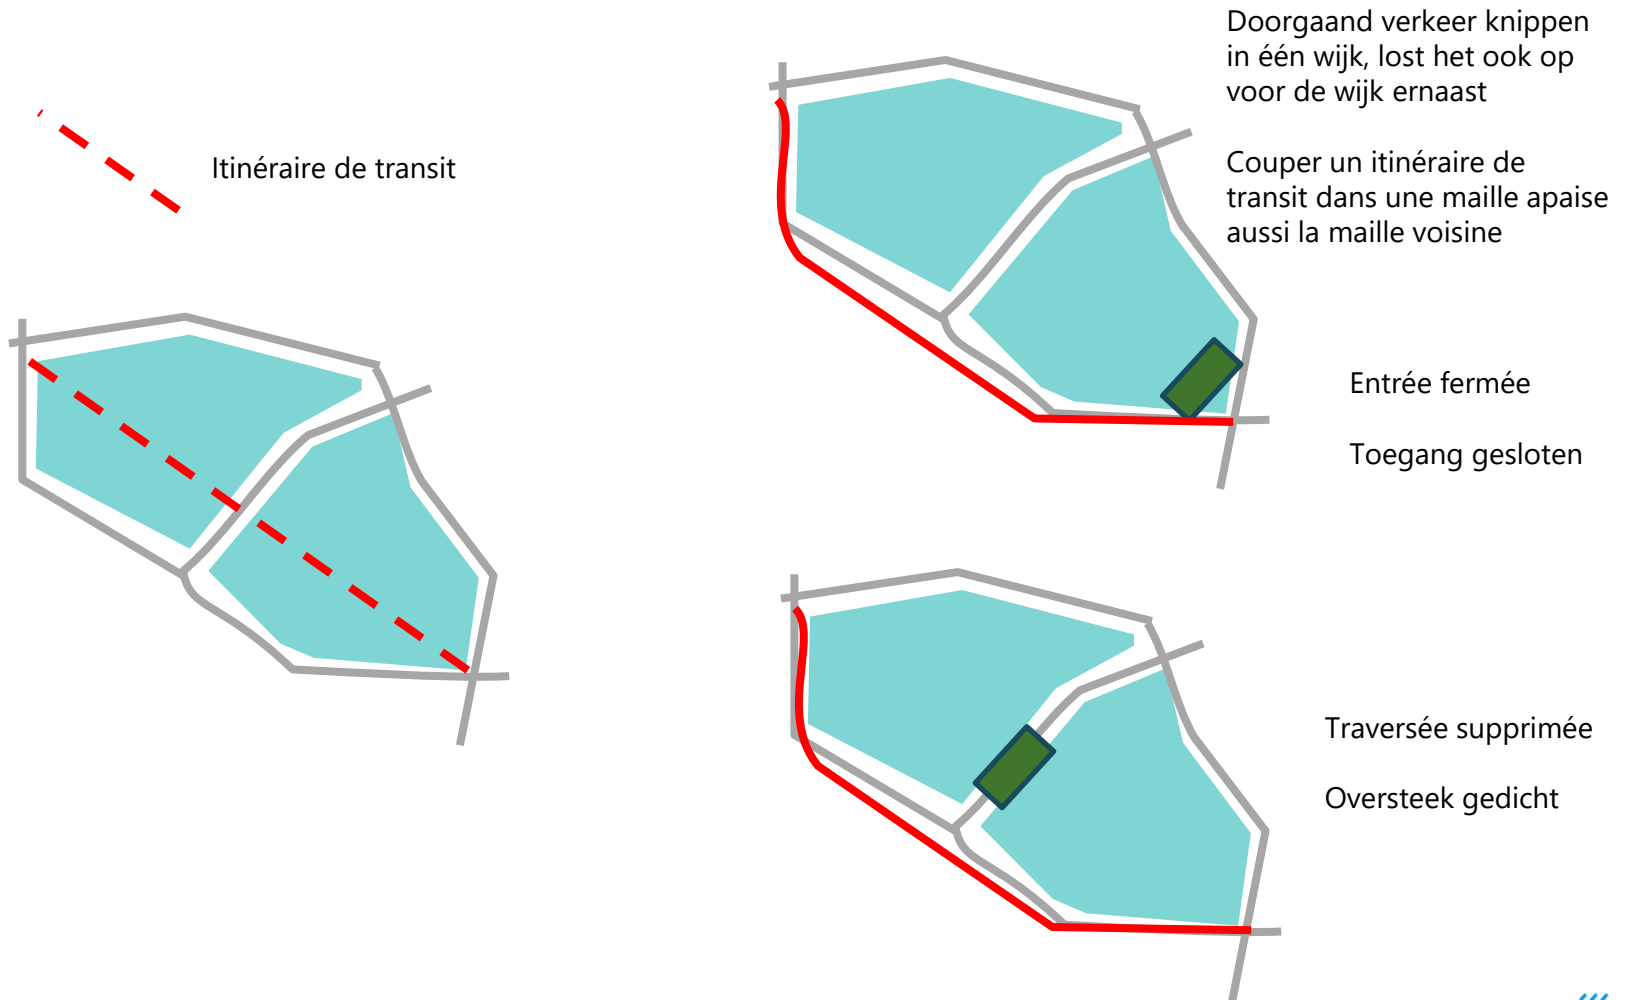 Doorgaand verkeer knippen
in één wijk, lost het ook op
voor de wijk ernaast
Couper un itinéraire de
transit dans une maille apaise
aussi la maille voisine
Itinéraire de transit
Entrée fermée
Toegang gesloten
Traversée supprimée
Oversteek gedicht